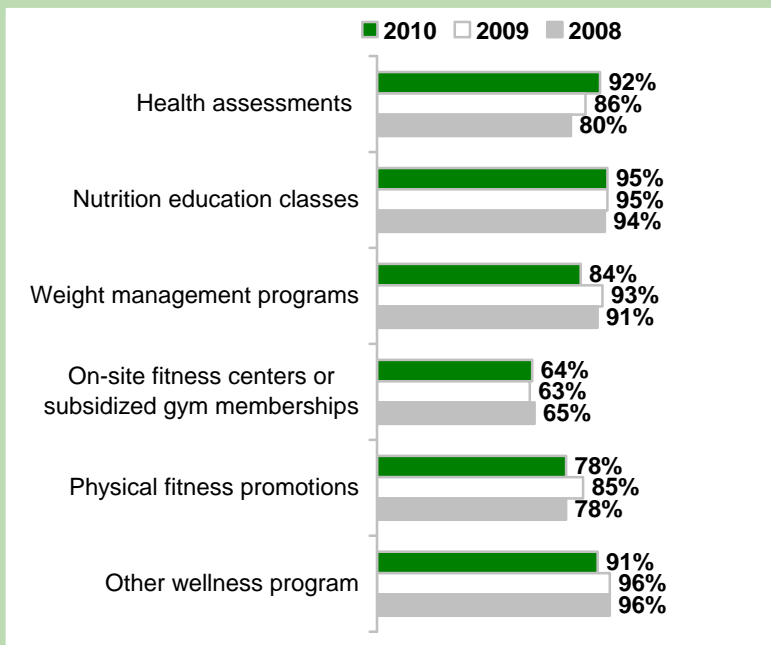 2010 2009 2008
Health assessments
92%
86%
80%
Nutrition education classes
95%
95%
94%
Weight management programs
84%
93%
91%
On-site fitness centers or
subsidized gym memberships
64%
63%
65%
Physical fitness promotions
78%
85%
78%
Other wellness program
91%
96%
96%